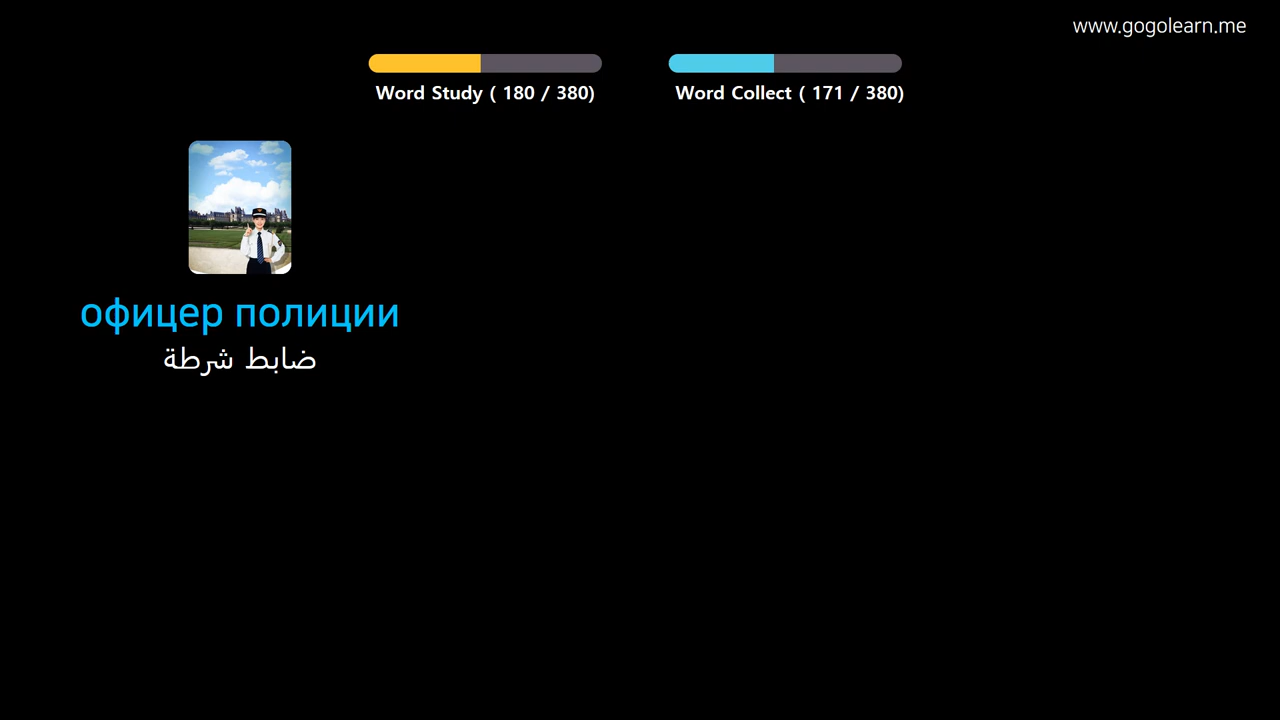 www.gogolearn.me
Word Study ( 180 / 380)
Word Collect ( 171 / 380)
офицер полиции
ضابط شرطة